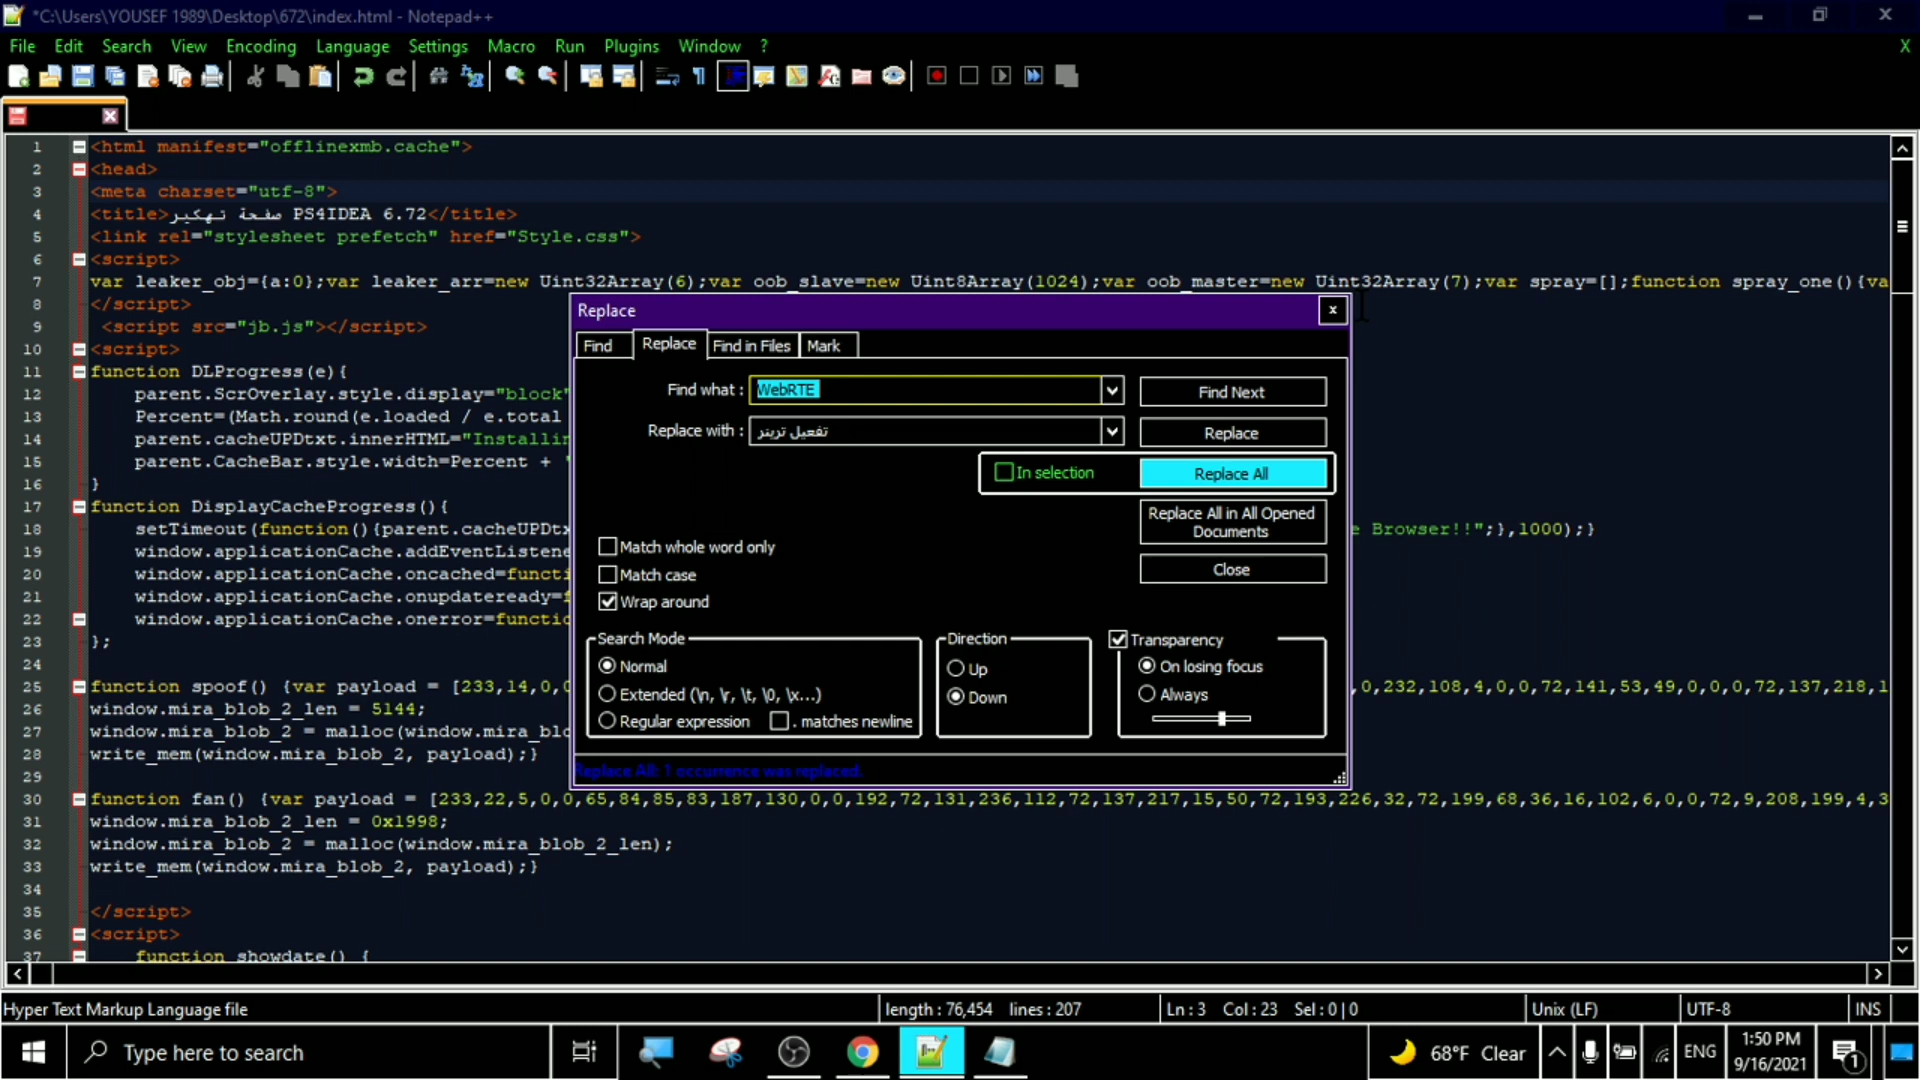 *C:\Users\YOUSEF 1989\Desktop\672\index.html - Notepad++
File Edit Search View Encoding Language Settings Macro Run Plugins Window ? X
1 <html manifest="offlinexmb.cache">
2 <head>
3 <meta charset="utf-8">
4 <title>صفحة تهكير PS4IDEA 6.72</title>
5 <link rel="stylesheet prefetch" href="Style.css">
6 <script>
7 var leaker_obj={a:0};var leaker_arr=new Uint32Array(6);var oob_slave=new Uint8Array(1024);var oob_master=new Uint32Array(7);var spray=[];function spray_one(){va
8 </script>
9 <script src="jb.js"></script>
10 <script>
11 function DLProgress(e){
12 parent.ScrOverlay.style.display="block"
13 Percent=(Math.round(e.loaded / e.total
14 parent.cacheUPDtxt.innerHTML="Installin
15 parent.CacheBar.style.width=Percent + '
16 }
17 function DisplayCacheProgress(){
18 setTimeout(function(){parent.cacheUPDtx e Browser!!";},1000);}
19 window.applicationCache.addEventListene
20 window.applicationCache.oncached=functi
21 window.applicationCache.onupdateready=f
22 window.applicationCache.onerror=functio
23 };
24
25 function spoof() {var payload = [233,14,0,0 ,0,232,108,4,0,0,72,141,53,49,0,0,0,72,137,218,1
26 window.mira_blob_2_len = 5144;
27 window.mira_blob_2 = malloc(window.mira_blo
28 write_mem(window.mira_blob_2, payload);}
29
30 function fan() {var payload = [233,22,5,0,0,65,84,85,83,187,130,0,0,192,72,131,236,112,72,137,217,15,50,72,193,226,32,72,199,68,36,16,102,6,0,0,72,9,208,199,4,3
31 window.mira_blob_2_len = 0x1998;
32 window.mira_blob_2 = malloc(window.mira_blob_2_len);
33 write_mem(window.mira_blob_2, payload);}
34
35 </script>
36 <script>
37 function showdate() {
Replace x
Find Replace Find in Files Mark
Find what : WebRTE Find Next
Replace with : تفعيل ترينر Replace
In selection Replace All
Replace All in All Opened
Documents
Match whole word only
Close
Match case
Wrap around
Search Mode Direction Transparency
Normal Up On losing focus
Extended (\n, \r, \t, \0, \x...) Down Always
Regular expression . matches newline
Replace All: 1 occurrence was replaced.
Hyper Text Markup Language file length : 76,454 lines : 207 Ln : 3 Col : 23 Sel : 0 | 0 Unix (LF) UTF-8 INS
Type here to search 68°F Clear ENG 1:50 PM
9/16/2021 1